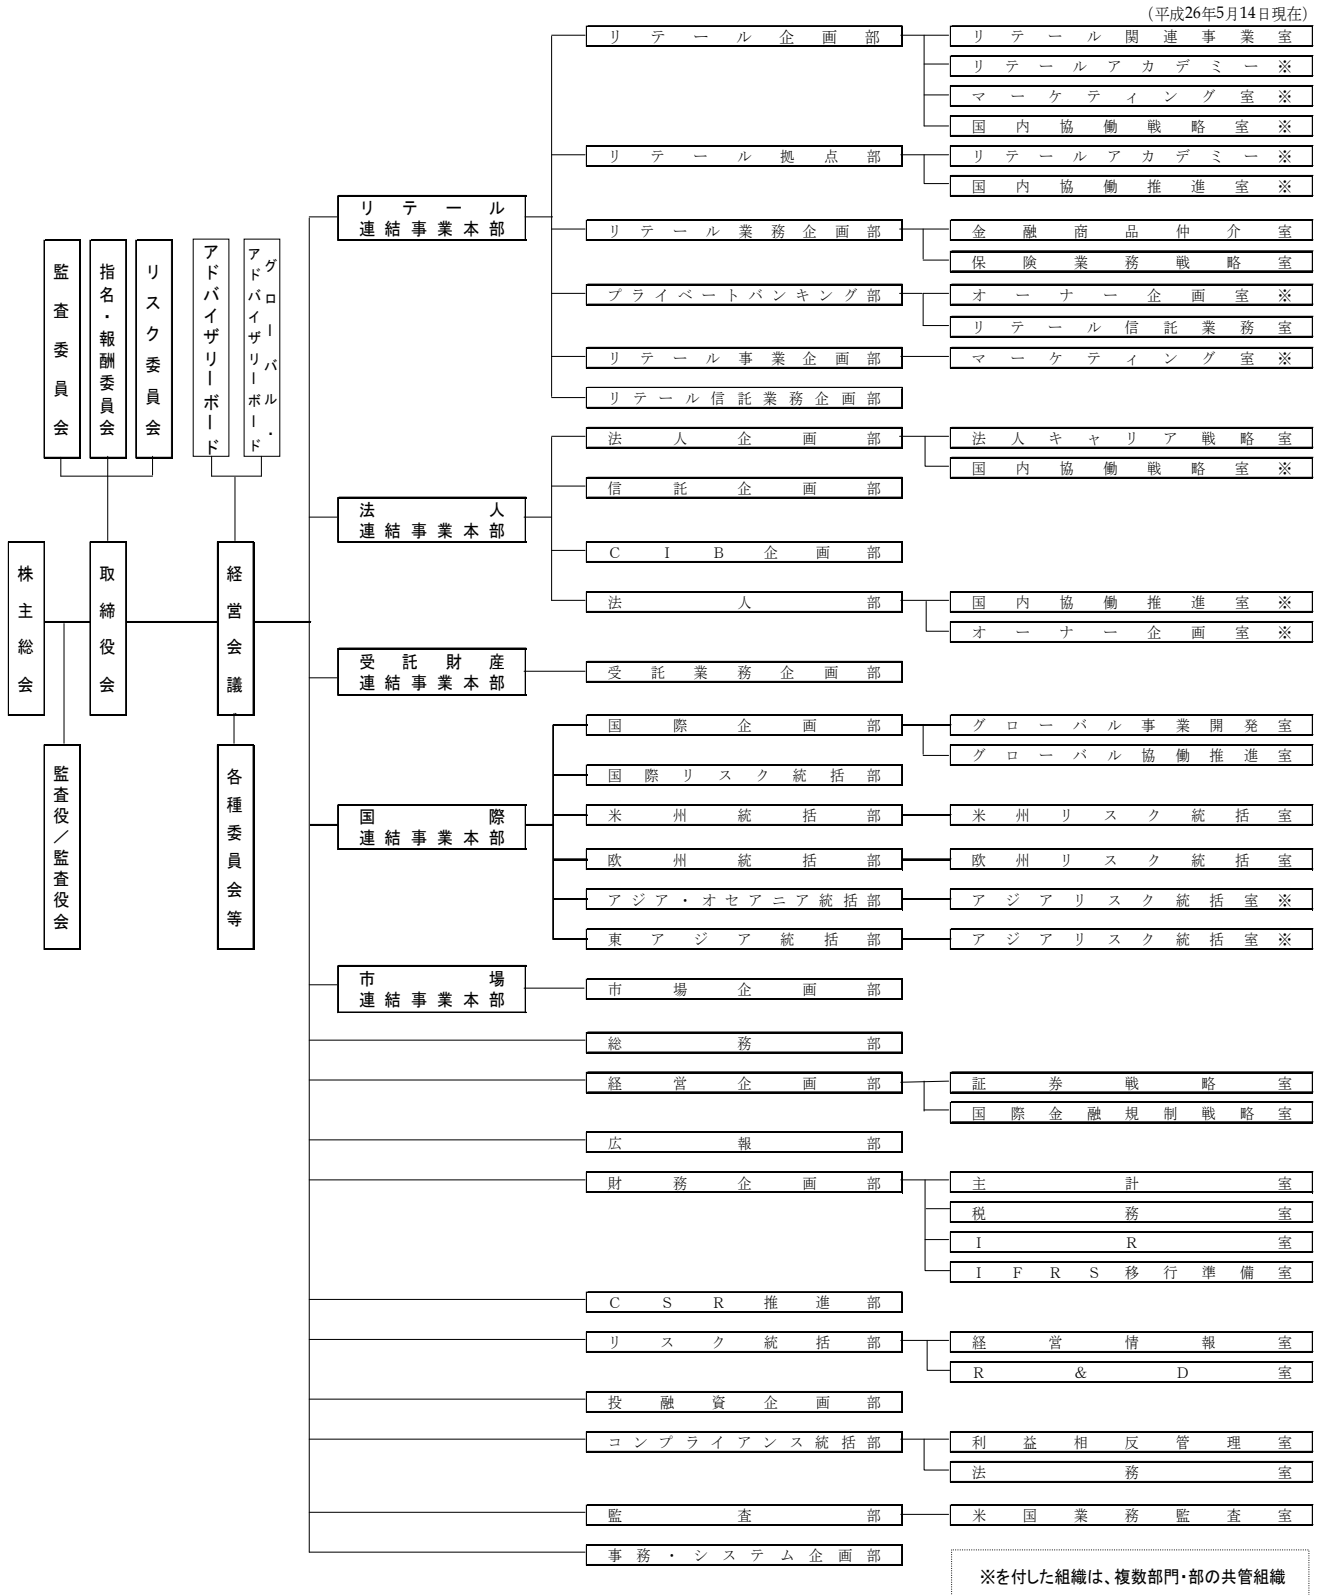 (平成26年5月14日現在)
株主総会
監査役/監査役会
取締役会
監査委員会
指名・報酬委員会
リスク委員会
経営会議
アドバイザリーボード
グローバル・
アドバイザリーボード
各種委員会等
リテール
連結事業本部
リテール企画部
リテール関連事業室
リテールアカデミー※
マーケティング室※
国内協働戦略室※
リテール拠点部
リテールアカデミー※
国内協働推進室※
リテール業務企画部
金融商品仲介室
保険業務戦略室
プライベートバンキング部
オーナー企画室※
リテール信託業務室
リテール事業企画部
マーケティング室※
リテール信託業務企画部
法人
連結事業本部
法人企画部
法人キャリア戦略室
国内協働戦略室※
信託企画部
CIB企画部
法人部
国内協働推進室※
オーナー企画室※
受託財産
連結事業本部
受託業務企画部
国際
連結事業本部
国際企画部
グローバル事業開発室
グローバル協働推進室
国際リスク統括部
米州統括部
米州リスク統括室
欧州統括部
欧州リスク統括室
アジア・オセアニア統括部
アジアリスク統括室※
東アジア統括部
アジアリスク統括室※
市場
連結事業本部
市場企画部
総務部
経営企画部
証券戦略室
国際金融規制戦略室
広報部
財務企画部
主計室
税務室
IR室
IFRS移行準備室
CSR推進部
リスク統括部
経営情報室
R&D室
投融資企画部
コンプライアンス統括部
利益相反管理室
法務室
監査部
米国業務監査室
事務・システム企画部
※を付した組織は、複数部門・部の共管組織